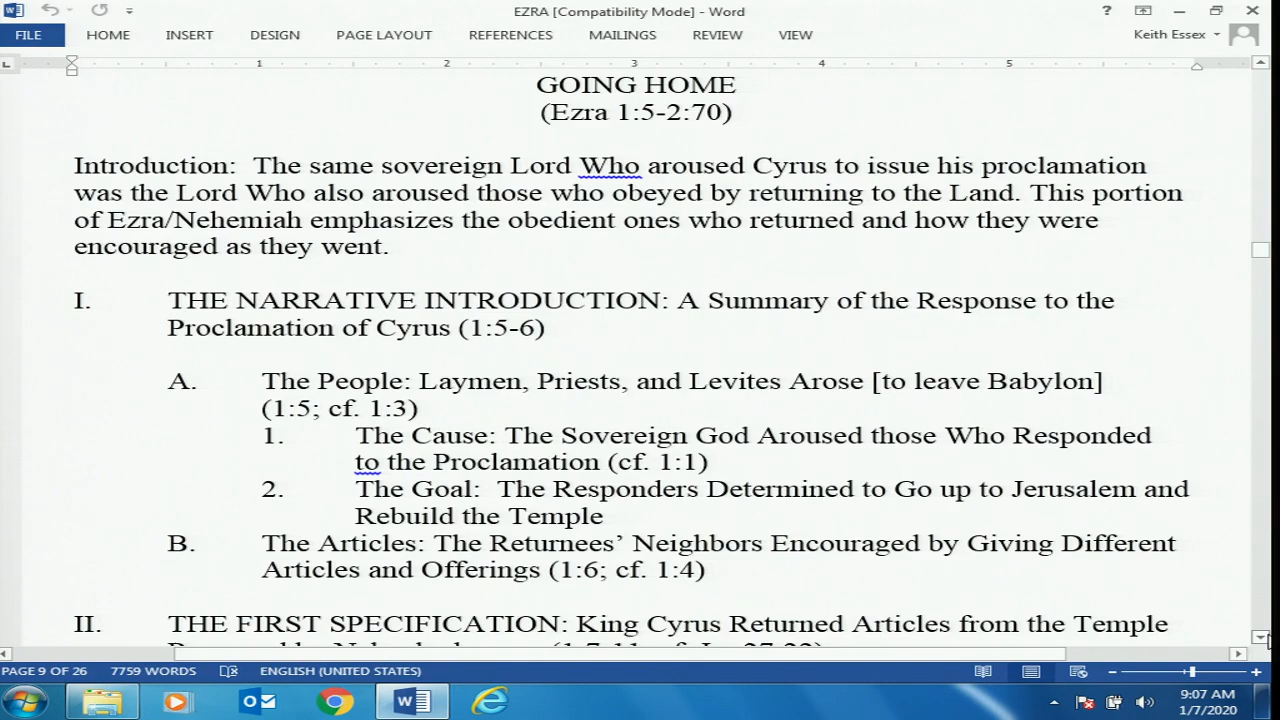 EZRA [Compatibility Mode] - Word
?
FILE HOME INSERT DESIGN PAGE LAYOUT REFERENCES MAILINGS REVIEW VIEW Keith Essex
1 2 3 4 5
GOING HOME
(Ezra 1:5-2:70)
Introduction: The same sovereign Lord Who aroused Cyrus to issue his proclamation
was the Lord Who also aroused those who obeyed by returning to the Land. This portion
of Ezra/Nehemiah emphasizes the obedient ones who returned and how they were
encouraged as they went.
I. THE NARRATIVE INTRODUCTION: A Summary of the Response to the
Proclamation of Cyrus (1:5-6)
A. The People: Laymen, Priests, and Levites Arose [to leave Babylon]
(1:5; cf. 1:3)
1. The Cause: The Sovereign God Aroused those Who Responded
to the Proclamation (cf. 1:1)
2. The Goal: The Responders Determined to Go up to Jerusalem and
Rebuild the Temple
B. The Articles: The Returnees’ Neighbors Encouraged by Giving Different
Articles and Offerings (1:6; cf. 1:4)
II. THE FIRST SPECIFICATION: King Cyrus Returned Articles from the Temple
PAGE 9 OF 26 7759 WORDS ENGLISH (UNITED STATES)
9:07 AM
1/7/2020